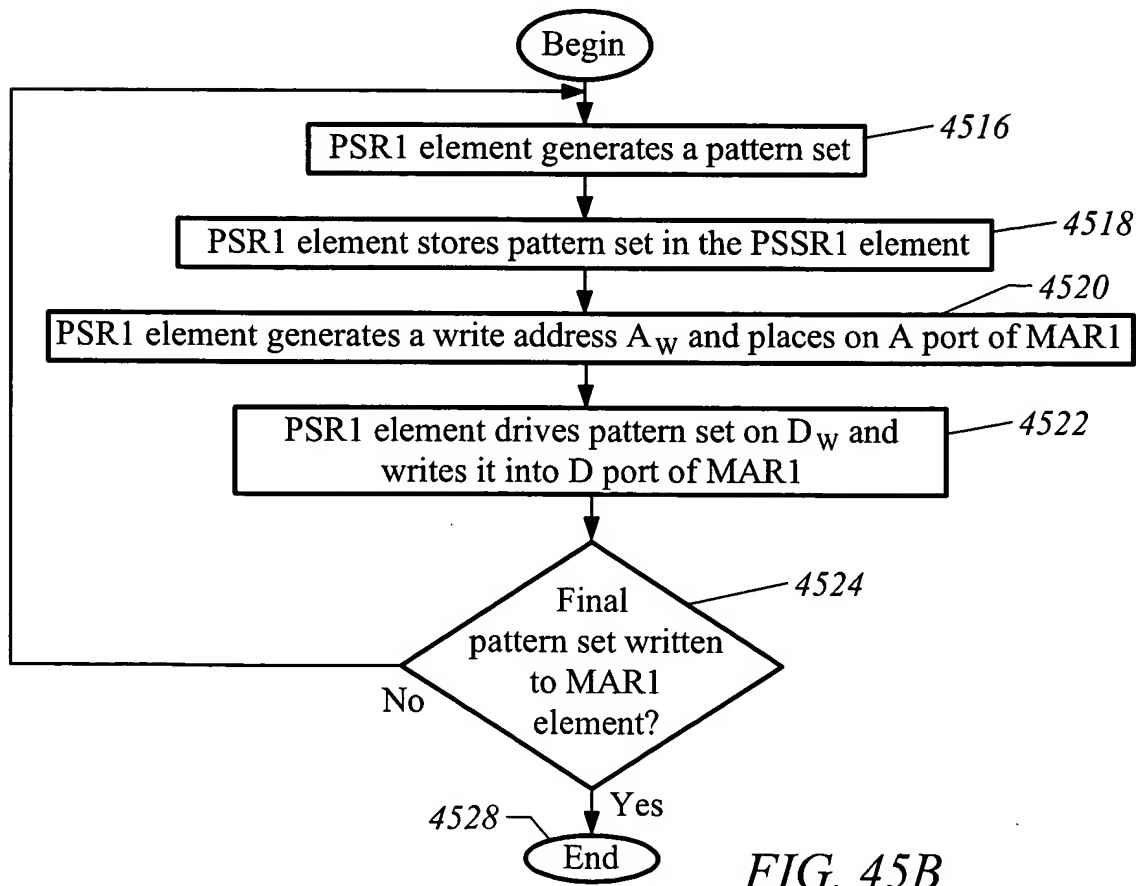 Begin
4516
PSR1 element generates a pattern set
4518
PSR1 element stores pattern set in the PSSR1 element
4520
PSR1 element generates a write address A_W and places on A port of MAR1
PSR1 element drives pattern set on D_W and
writes it into D port of MAR1
4522
4524
Final
pattern set written
to MAR1
element?
No
Yes
4528
End
FIG. 45B